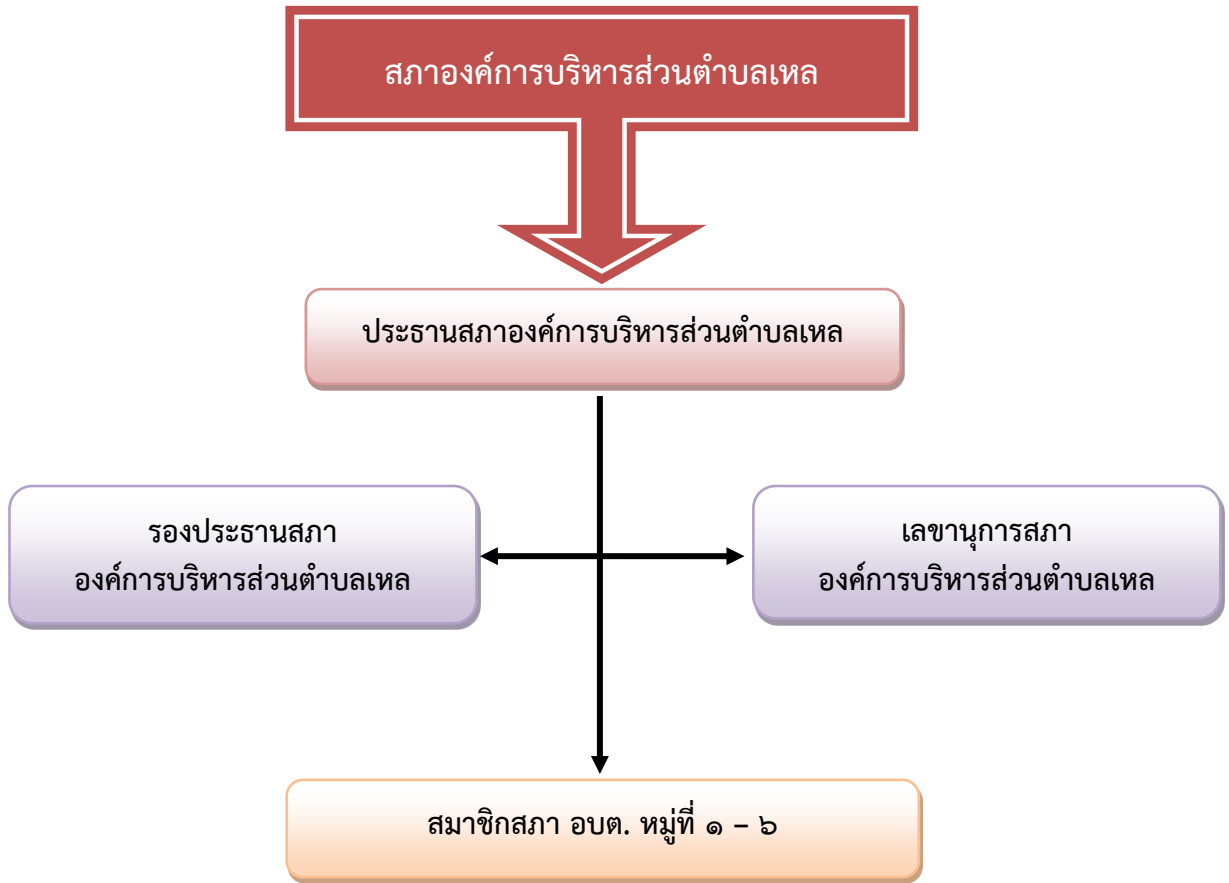 สภาองค์การบริหารส่วนตำบลเหล
ประธานสภาองค์การบริหารส่วนตำบลเหล
รองประธานสภา
องค์การบริหารส่วนตำบลเหล
เลขานุการสภา
องค์การบริหารส่วนตำบลเหล
สมาชิกสภา อบต. หมู่ที่ ๑ – ๖